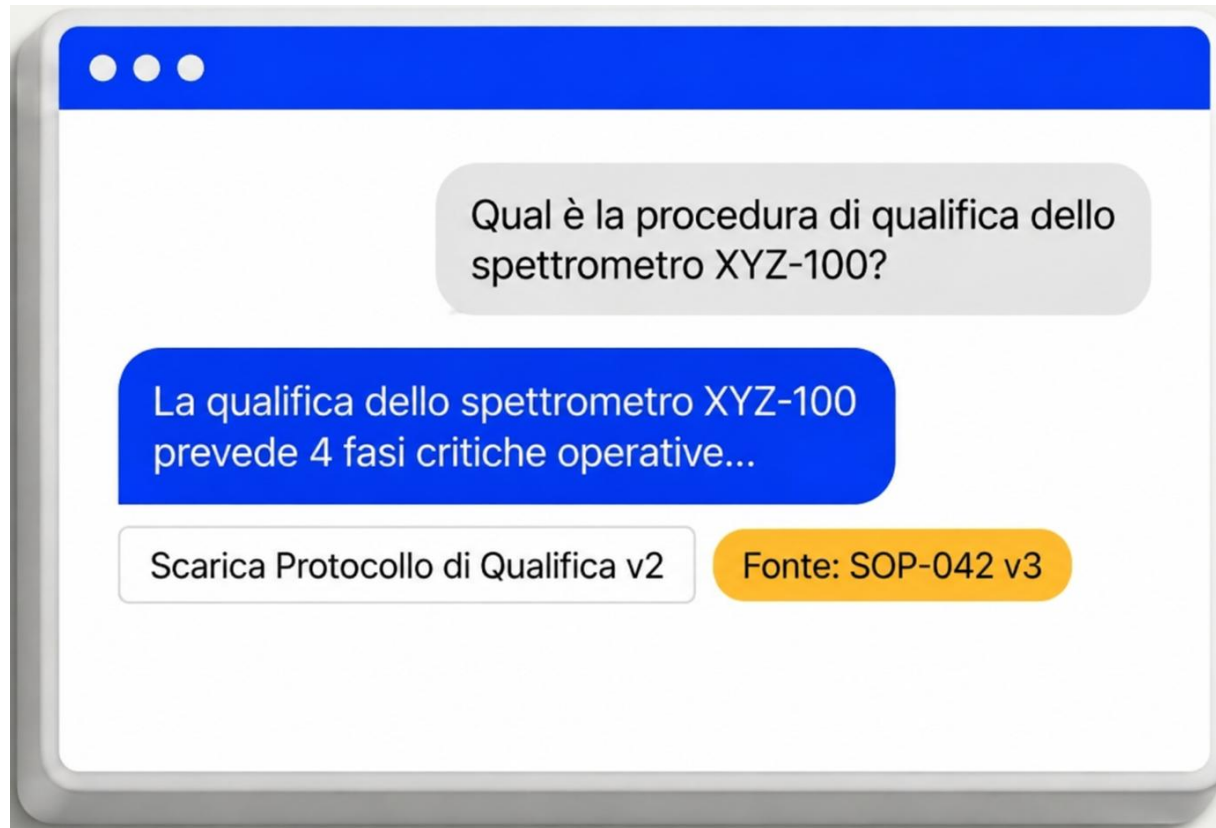 Qual è la procedura di qualifica dello
spettrometro XYZ-100?
La qualifica dello spettrometro XYZ-100
prevede 4 fasi critiche operative...
Scarica Protocollo di Qualifica v2
Fonte: SOP-042 v3